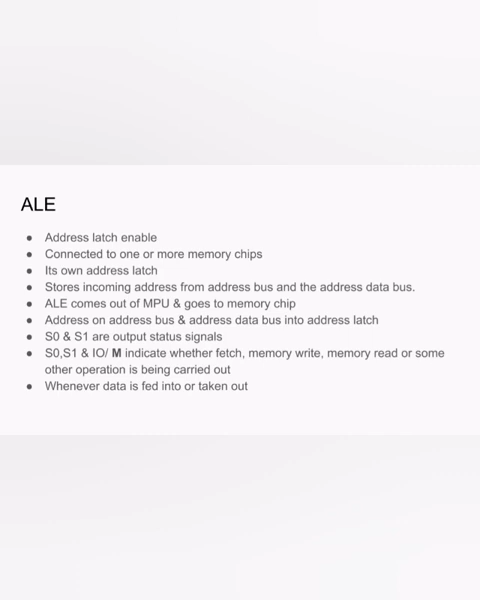 ALE
● Address latch enable
● Connected to one or more memory chips
● Its own address latch
● Stores incoming address from address bus and the address data bus.
● ALE comes out of MPU & goes to memory chip
● Address on address bus & address data bus into address latch
● S0 & S1 are output status signals
● S0,S1 & IO/ M indicate whether fetch, memory write, memory read or some
other operation is being carried out
● Whenever data is fed into or taken out